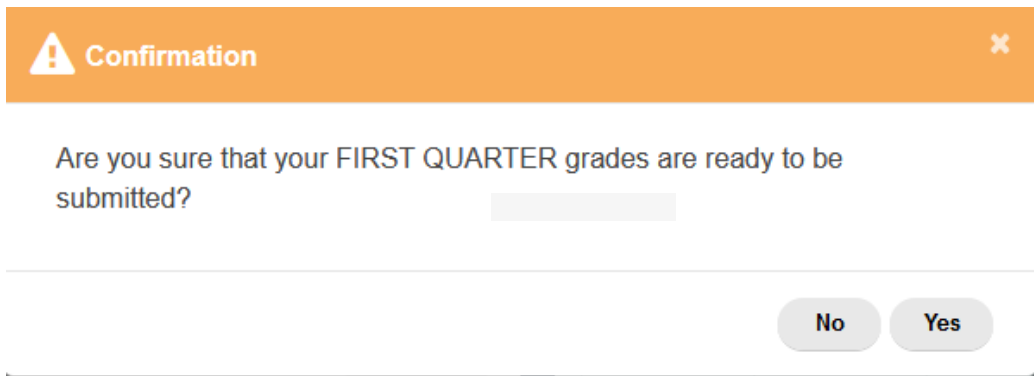 Confirmation
Are you sure that your FIRST QUARTER grades are ready to be
submitted?
No Yes